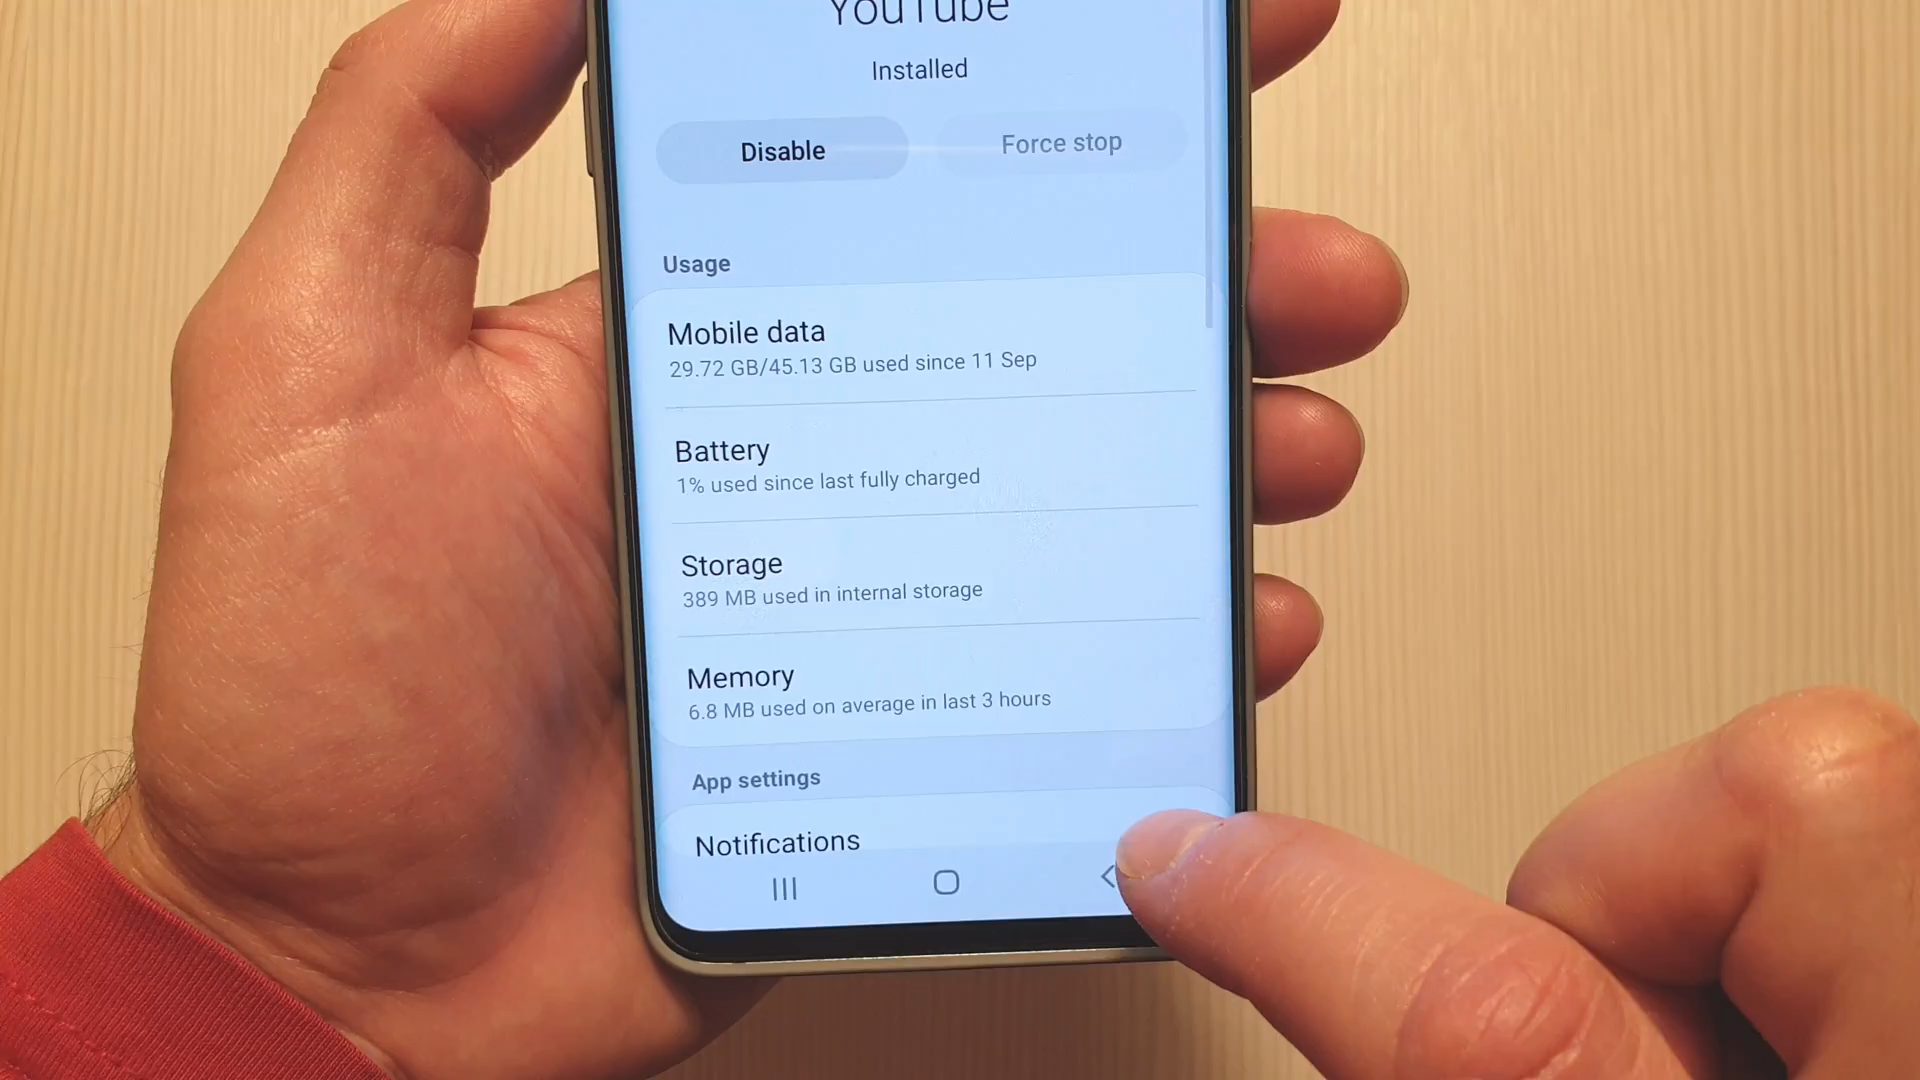 YouTube
Installed
Disable
Force stop
Usage
Mobile data
29.72 GB/45.13 GB used since 11 Sep
Battery
1% used since last fully charged
Storage
389 MB used in internal storage
Memory
6.8 MB used on average in last 3 hours
App settings
Notifications